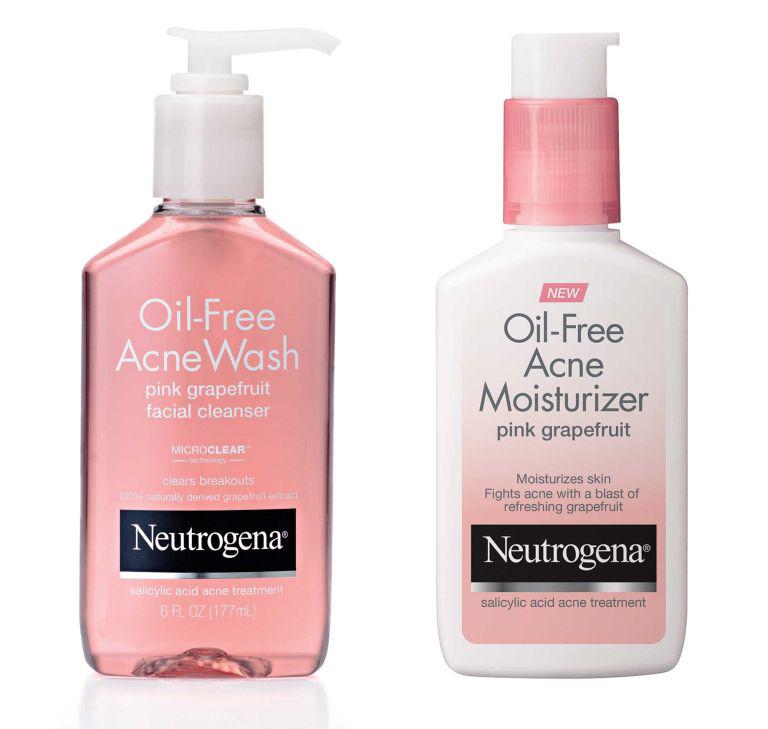 Oil-Free
Acne Wash
pink grapefruit
facial cleanser
MICROCLEAR™
technology
clears breakouts
100% naturally derived grapefruit extract
Neutrogena®
salicylic acid acne treatment
6 FL OZ (177mL)
NEW
Oil-Free
Acne
Moisturizer
pink grapefruit
Moisturizes skin
Fights acne with a blast of
refreshing grapefruit
Neutrogena®
salicylic acid acne treatment